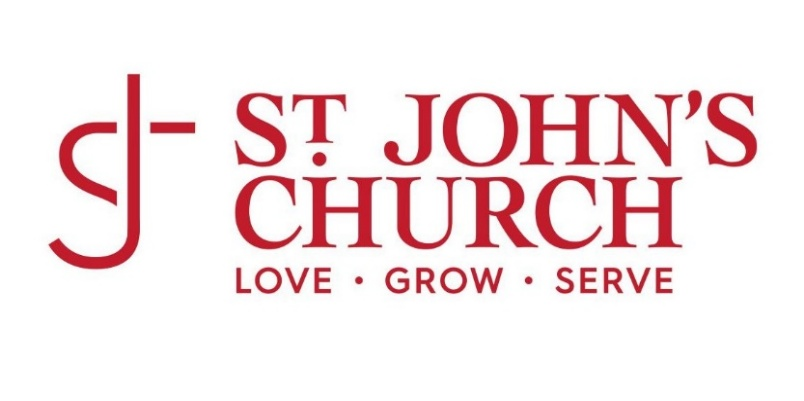 ST. JOHN'S
CHURCH
LOVE · GROW · SERVE